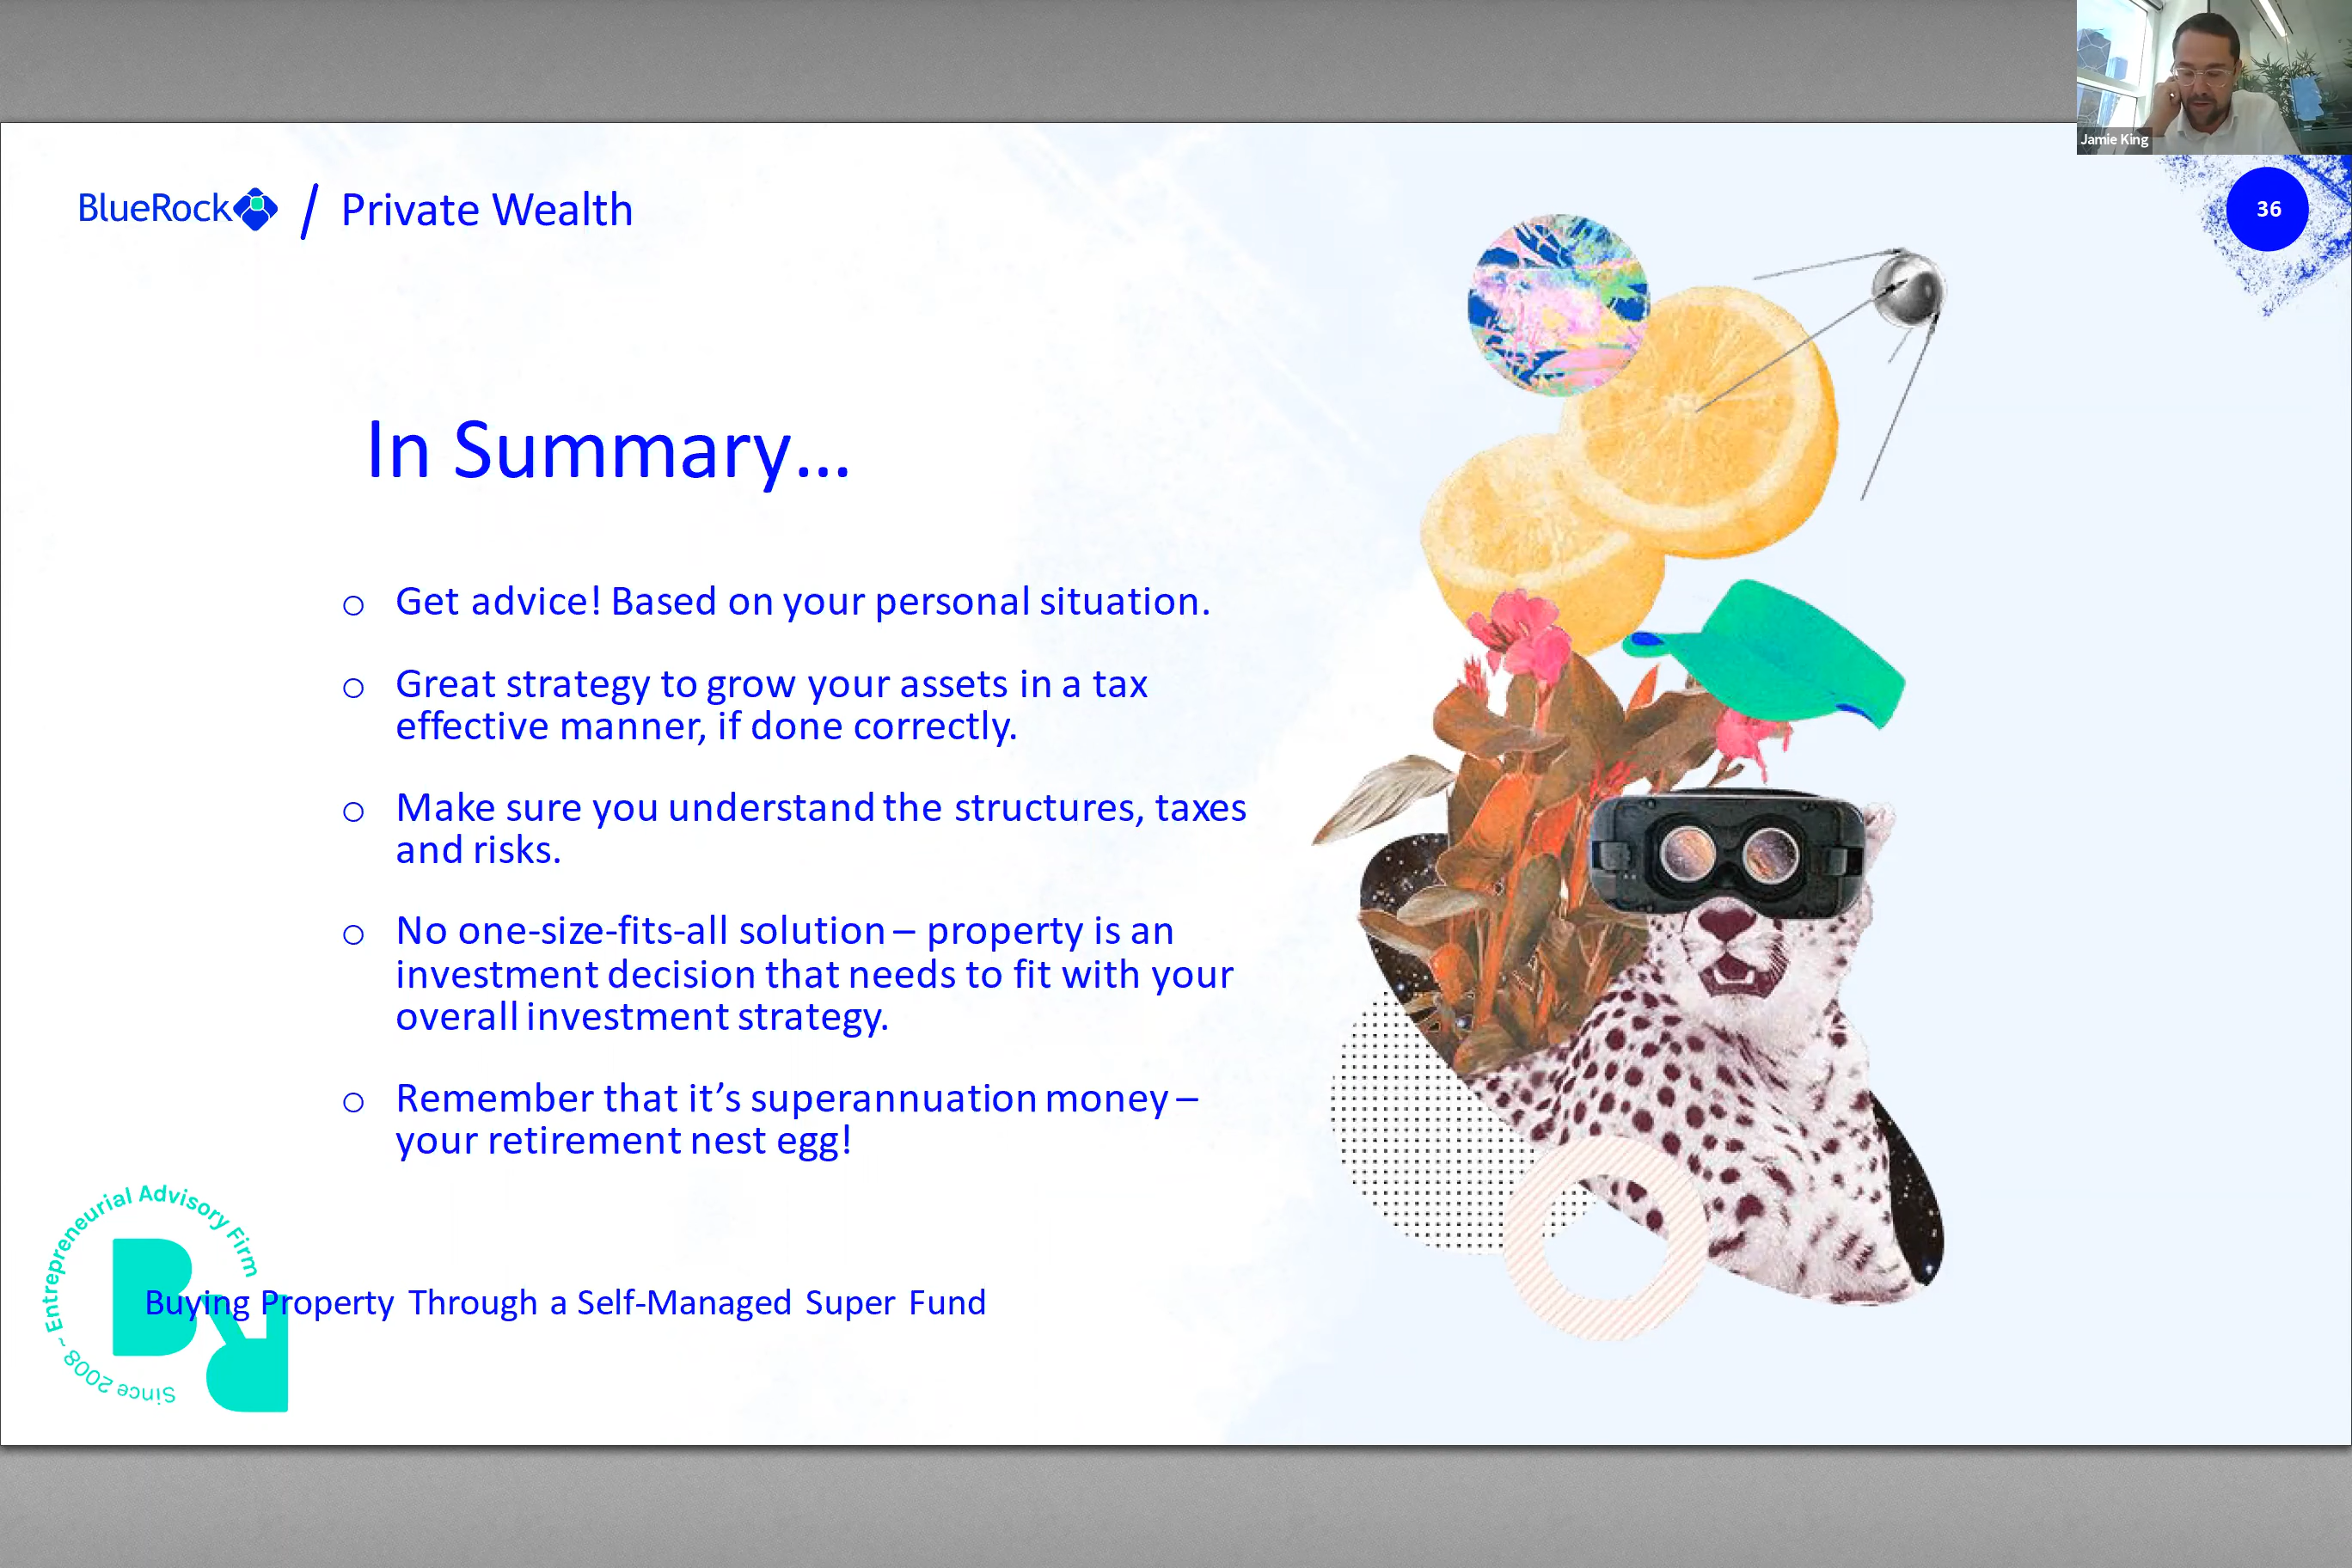 Jamie King
BlueRock / Private Wealth
36
In Summary...
o Get advice! Based on your personal situation.
o Great strategy to grow your assets in a tax
effective manner, if done correctly.
o Make sure you understand the structures, taxes
and risks.
o No one-size-fits-all solution – property is an
investment decision that needs to fit with your
overall investment strategy.
o Remember that it’s superannuation money –
your retirement nest egg!
Since 2008 ~ Entrepreneurial Advisory Firm
BR
Buying Property Through a Self-Managed Super Fund